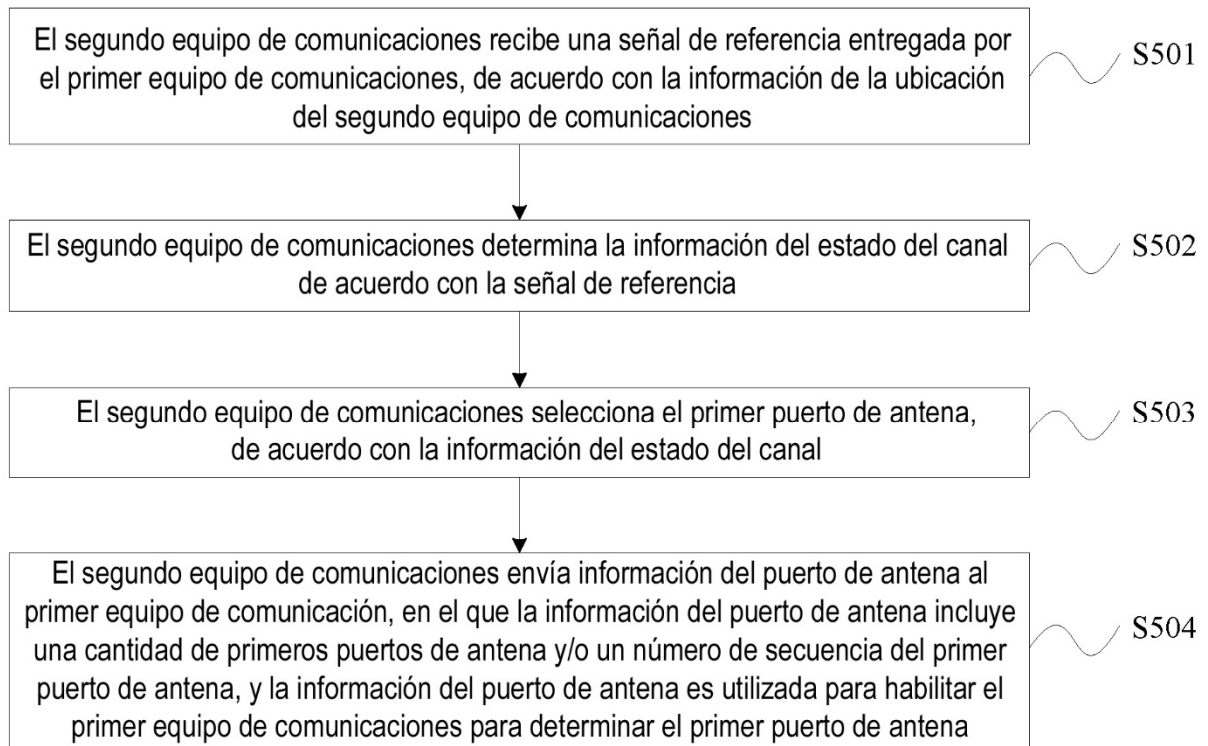 El segundo equipo de comunicaciones recibe una señal de referencia entregada por
el primer equipo de comunicaciones, de acuerdo con la información de la ubicación
del segundo equipo de comunicaciones
S501
El segundo equipo de comunicaciones determina la información del estado del canal
de acuerdo con la señal de referencia
S502
El segundo equipo de comunicaciones selecciona el primer puerto de antena,
de acuerdo con la información del estado del canal
S503
El segundo equipo de comunicaciones envía información del puerto de antena al
primer equipo de comunicación, en el que la información del puerto de antena incluye
una cantidad de primeros puertos de antena y/o un número de secuencia del primer
puerto de antena, y la información del puerto de antena es utilizada para habilitar el
primer equipo de comunicaciones para determinar el primer puerto de antena
S504